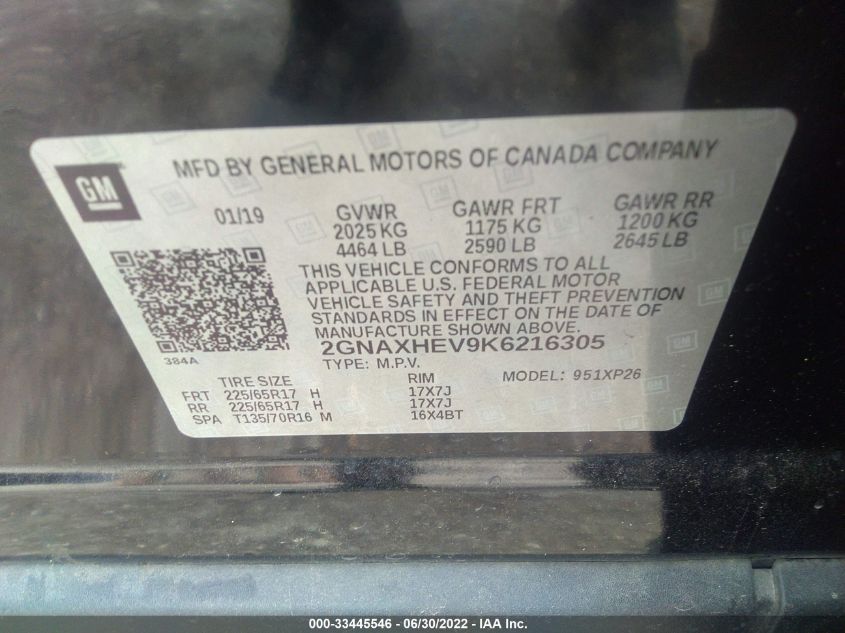 GM
MFD BY GENERAL MOTORS OF CANADA COMPANY
01/19 GVWR GAWR FRT GAWR RR
2025 KG 1175 KG 1200 KG
4464 LB 2590 LB 2645 LB
THIS VEHICLE CONFORMS TO ALL
APPLICABLE U.S. FEDERAL MOTOR
VEHICLE SAFETY AND THEFT PREVENTION
STANDARDS IN EFFECT ON THE DATE OF
MANUFACTURE SHOWN ABOVE.
384A 2GNAXHEV9K6216305
TYPE: M.P.V. MODEL: 951XP26
TIRE SIZE RIM
FRT 225/65R17 H 17X7J
RR 225/65R17 H 17X7J
SPA T135/70R16 M 16X4BT
000-33445546 - 06/30/2022 - IAA Inc.